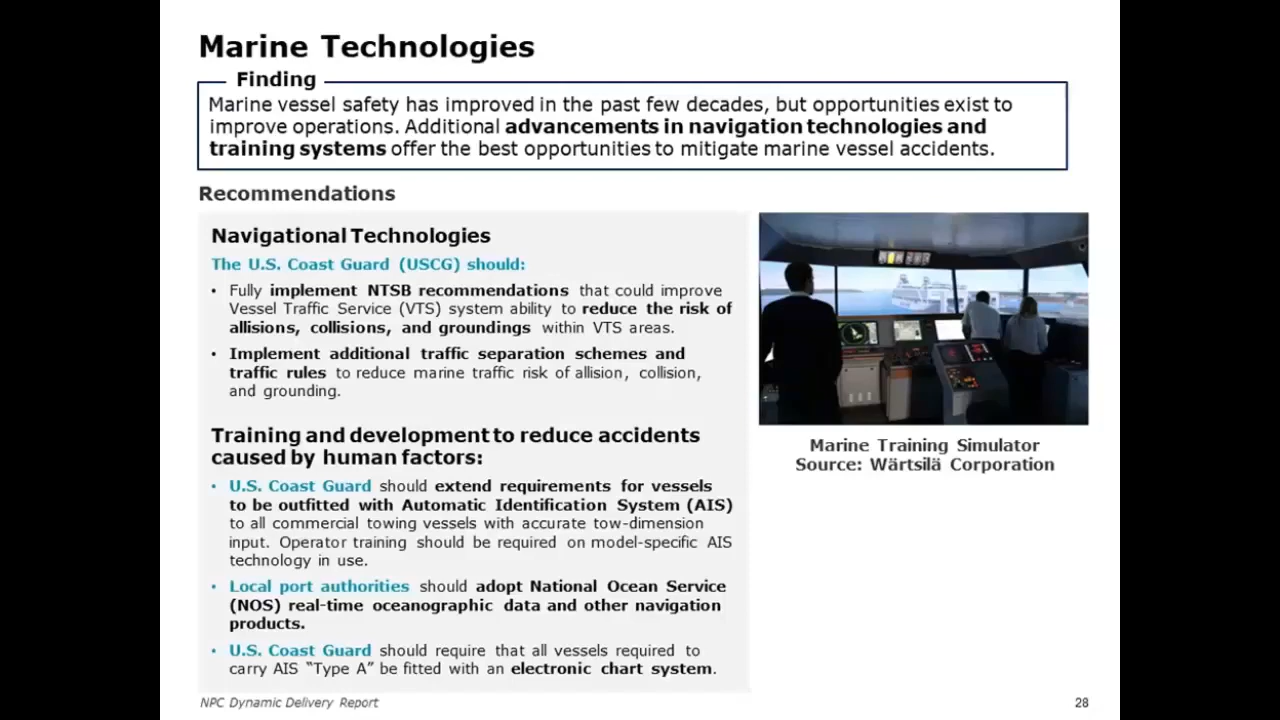 Marine Technologies
Finding
Marine vessel safety has improved in the past few decades, but opportunities exist to
improve operations. Additional advancements in navigation technologies and
training systems offer the best opportunities to mitigate marine vessel accidents.
Recommendations
Navigational Technologies
The U.S. Coast Guard (USCG) should:
• Fully implement NTSB recommendations that could improve
Vessel Traffic Service (VTS) system ability to reduce the risk of
allisions, collisions, and groundings within VTS areas.
• Implement additional traffic separation schemes and
traffic rules to reduce marine traffic risk of allision, collision,
and grounding.
Training and development to reduce accidents
caused by human factors:
• U.S. Coast Guard should extend requirements for vessels
to be outfitted with Automatic Identification System (AIS)
to all commercial towing vessels with accurate tow-dimension
input. Operator training should be required on model-specific AIS
technology in use.
• Local port authorities should adopt National Ocean Service
(NOS) real-time oceanographic data and other navigation
products.
• U.S. Coast Guard should require that all vessels required to
carry AIS “Type A” be fitted with an electronic chart system.
Marine Training Simulator
Source: Wärtsilä Corporation
NPC Dynamic Delivery Report
28